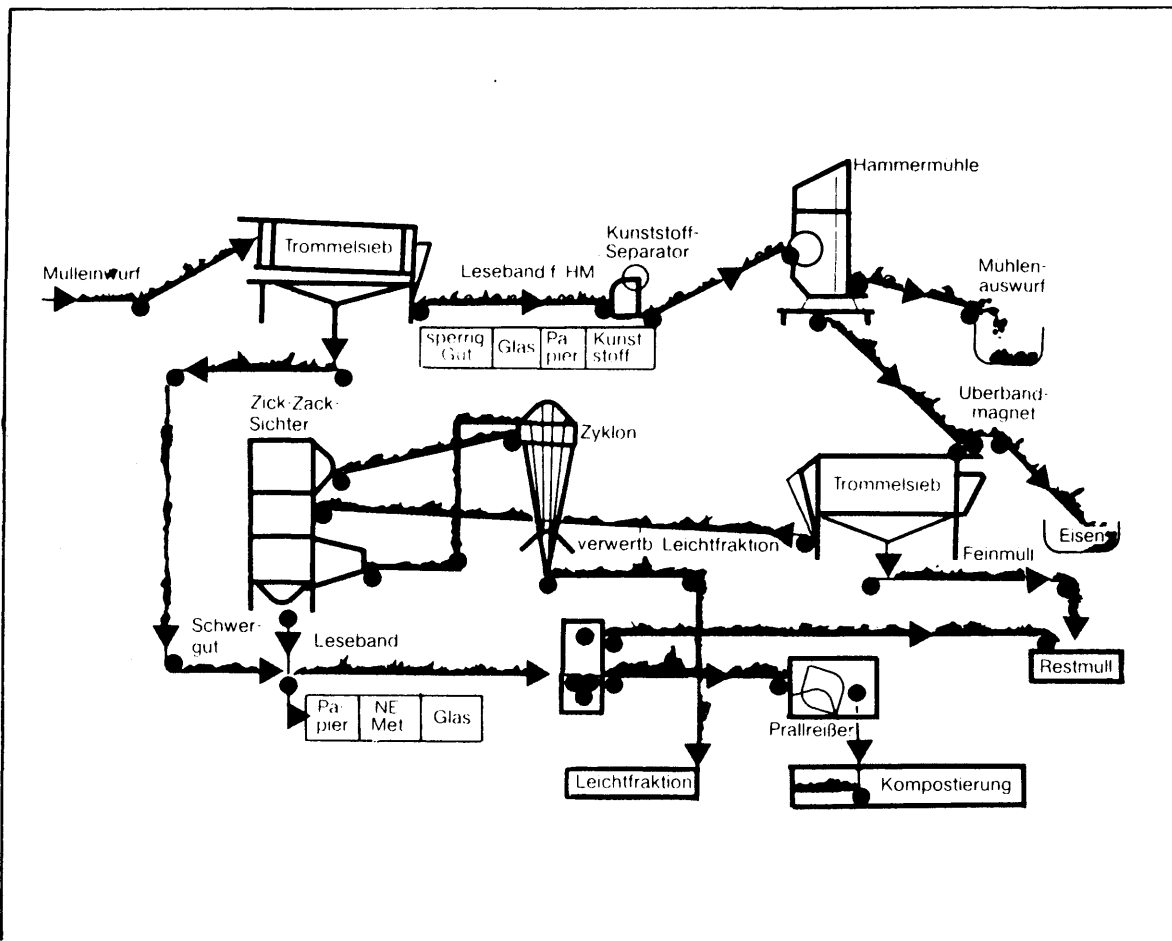 Hammermuhle
Kunststoff-
Separator
Trommelsieb
Mulleinwurf
Leseband f. HM
Muhlen-
auswurf
sperrig
Gut
Glas
Pa
pier
Kunst
stoff
Zick-Zack-
Sichter
Zyklon
Uberband-
magnet
Trommelsieb
Eisen
verwertb. Leichtfraktion
Feinmull
Schwer-
gut
Leseband
Restmull
Pa-
pier
NE
Met
Glas
Prallreißer
Leichtfraktion
Kompostierung